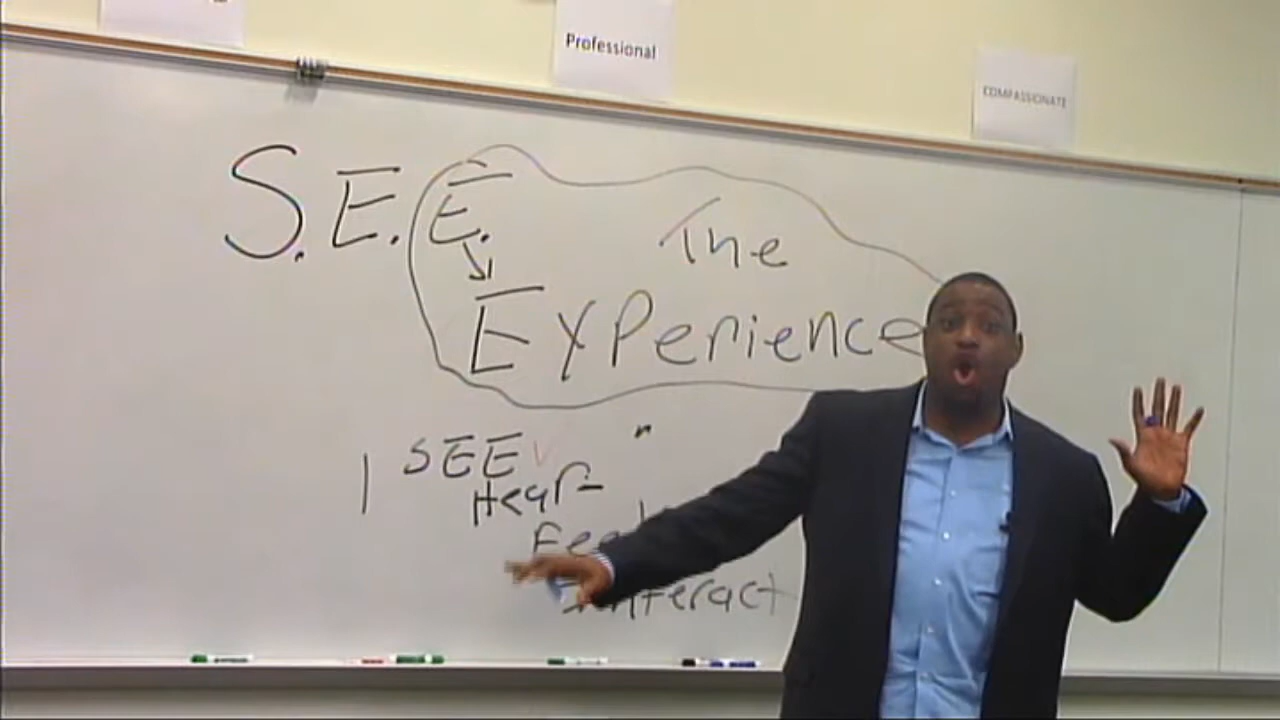 Professional
COMPASSIONATE
S.E.E.
The
Experience
I SEE
Hear
Interact